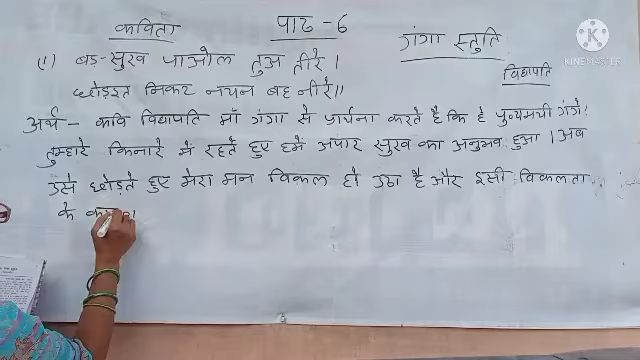 कविता
पाठ - 6
गंगा स्तुति
विद्यापति
(1) बड़ - सुख पाओल तुअ तीरे।
छोड़इत निकट नयन बह नीरे।।
अर्थ - कवि विद्यापति माँ गंगा से प्रार्थना करते है कि हे पुण्यमयी गंगे!
तुम्हारे किनारे में रहते हुए हमें अपार सुख का अनुभव हुआ। अब
उसे छोड़ते हुए मेरा मन विकल हो उठा है और इसी विकलता
के
KINEMASTER